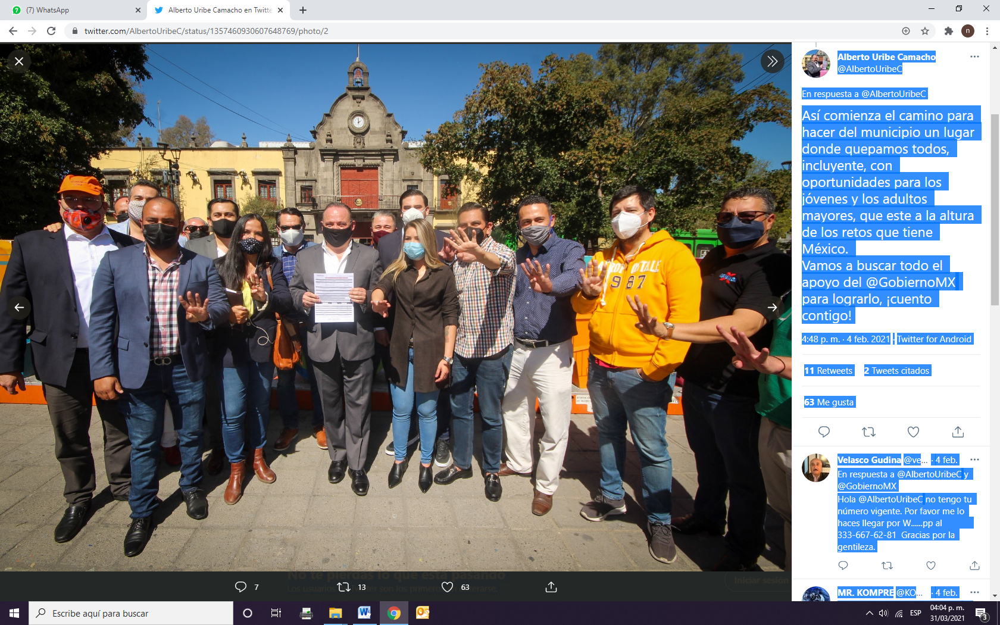 (7) WhatsApp
Alberto Uribe Camacho en Twitte
twitter.com/AlbertoUribeC/status/1357460930607648769/photo/2
n
1987
Alberto Uribe Camacho
@AlbertoUribeC
En respuesta a @AlbertoUribeC
Así comienza el camino para
hacer del municipio un lugar
donde quepamos todos,
incluyente, con
oportunidades para los
jóvenes y los adultos
mayores, que este a la altura
de los retos que tiene
México.
Vamos a buscar todo el
apoyo del @GobiernoMX
para lograrlo, ¡cuento
contigo!
4:48 p. m. · 4 feb. 2021 · Twitter for Android
11 Retweets 2 Tweets citados
63 Me gusta
Velasco Gudina @ve... · 4 feb.
En respuesta a @AlbertoUribeC y
@GobiernoMX
Hola @AlbertoUribeC no tengo tu
número vigente. Por favor me lo
haces llegar por W......pp al
333-667-62-81 Gracias por la
gentileza.
MR. KOMPRE @KO... · 4 feb.
No te pierdas lo que está pasando
Los usuarios de Twitter son los primeros en enterarse.
Iniciar sesión
7 13 63
Escribe aquí para buscar
ESP
04:04 p. m.
31/03/2021
3